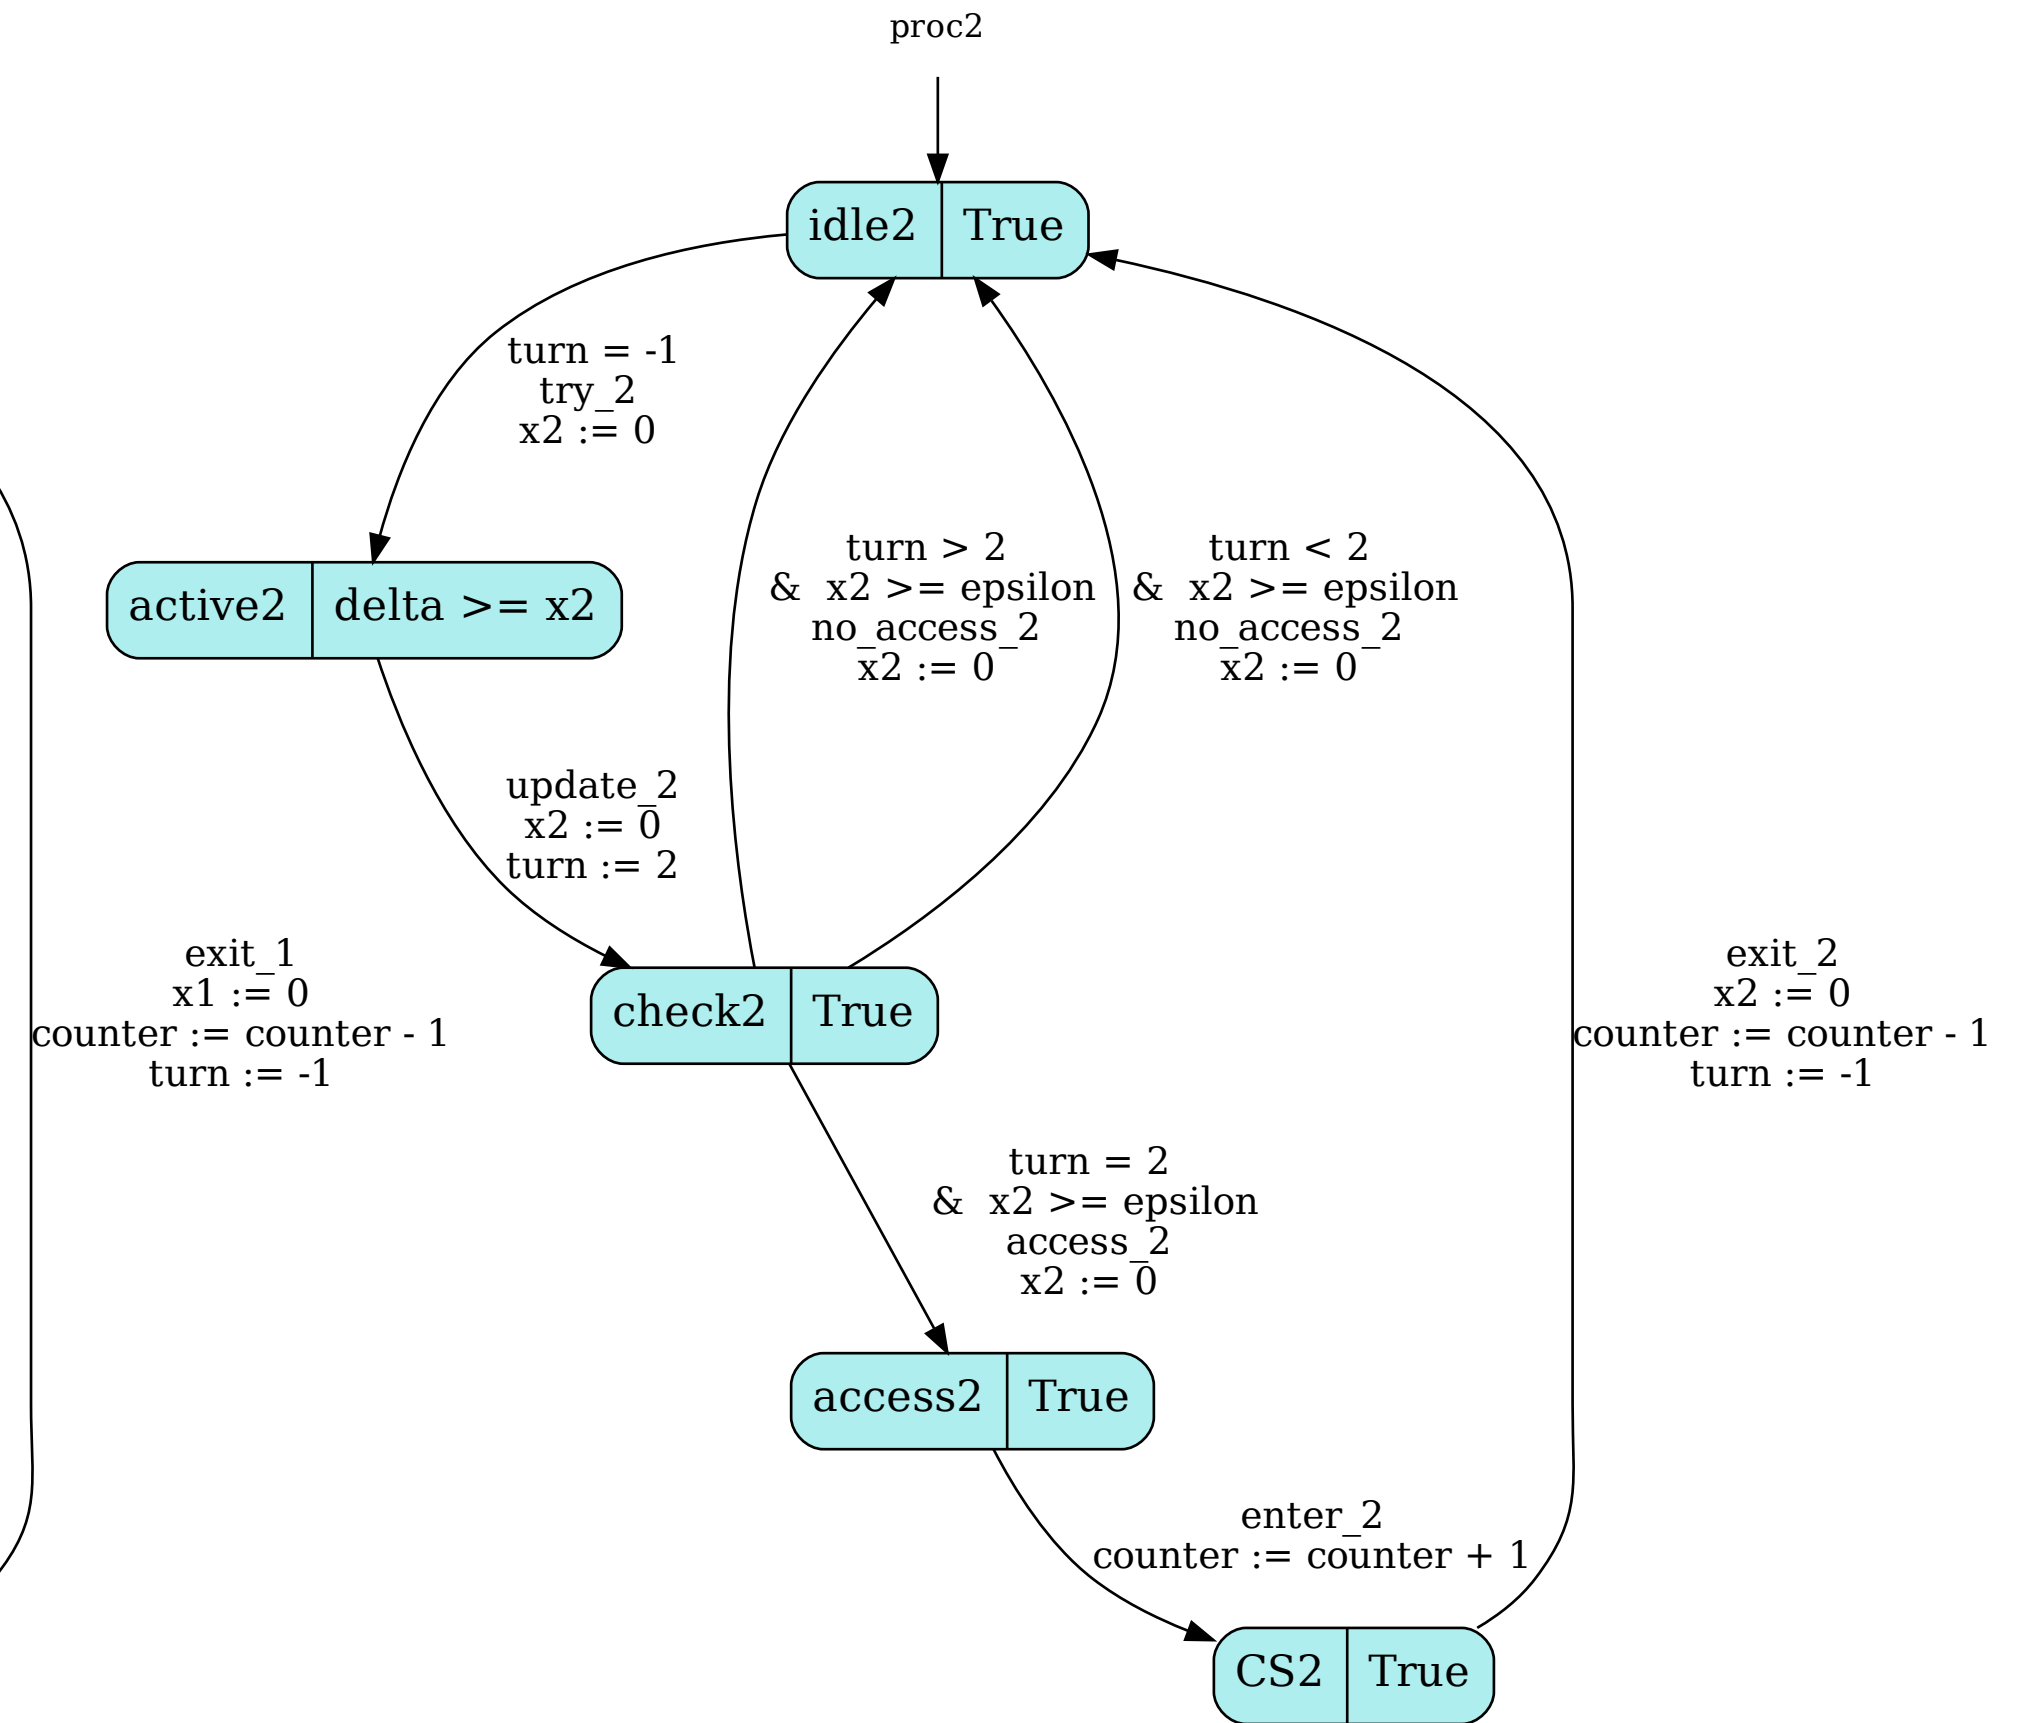 proc2
idle2 True
turn = -1
try_2
x2 := 0
turn > 2
& x2 >= epsilon
no_access_2
x2 := 0
turn < 2
& x2 >= epsilon
no_access_2
x2 := 0
active2 delta >= x2
update_2
x2 := 0
turn := 2
exit_1
x1 := 0
counter := counter - 1
turn := -1
check2 True
exit_2
x2 := 0
counter := counter - 1
turn := -1
turn = 2
& x2 >= epsilon
access_2
x2 := 0
access2 True
enter_2
counter := counter + 1
CS2 True